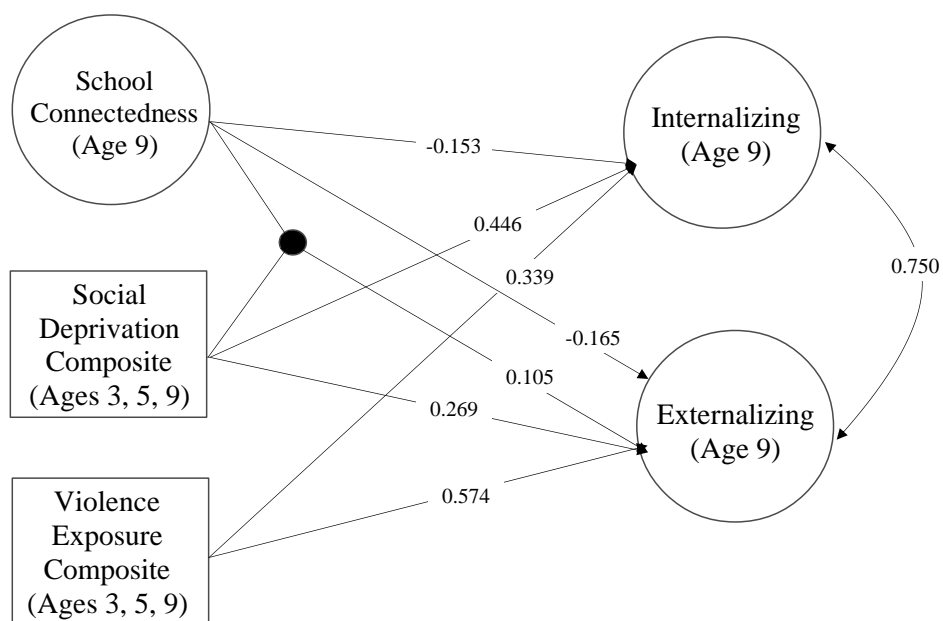 School
Connectedness
(Age 9)
Internalizing
(Age 9)
-0.153
0.446
0.339
0.750
Social
Deprivation
Composite
(Ages 3, 5, 9)
-0.165
0.105
0.269
Externalizing
(Age 9)
0.574
Violence
Exposure
Composite
(Ages 3, 5, 9)